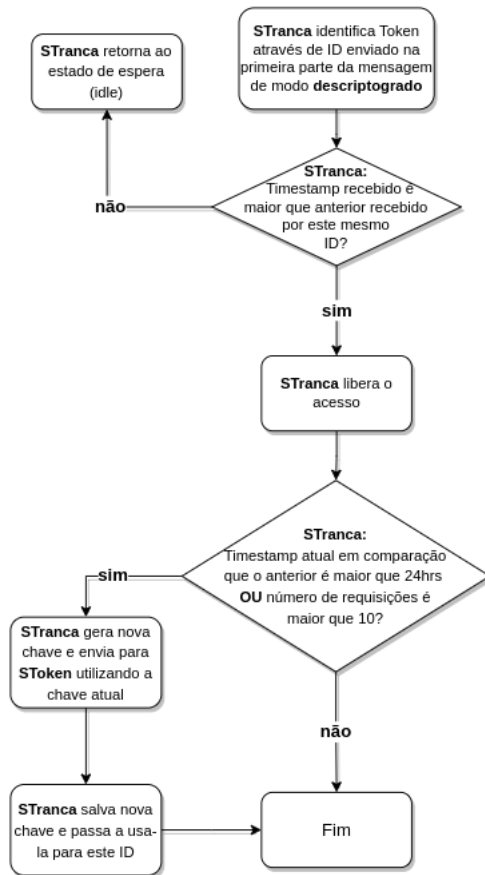 STranca retorna ao
estado de espera
(idle)
STranca identifica Token
através de ID enviado na
primeira parte da mensagem
de modo descriptogrado
STranca:
Timestamp recebido é
maior que anterior recebido
por este mesmo
ID?
não
sim
STranca libera o
acesso
STranca:
Timestamp atual em comparação
que o anterior é maior que 24hrs
OU número de requisições é
maior que 10?
sim
STranca gera nova
chave e envia para
SToken utilizando a
chave atual
não
STranca salva nova
chave e passa a usa-
la para este ID
Fim